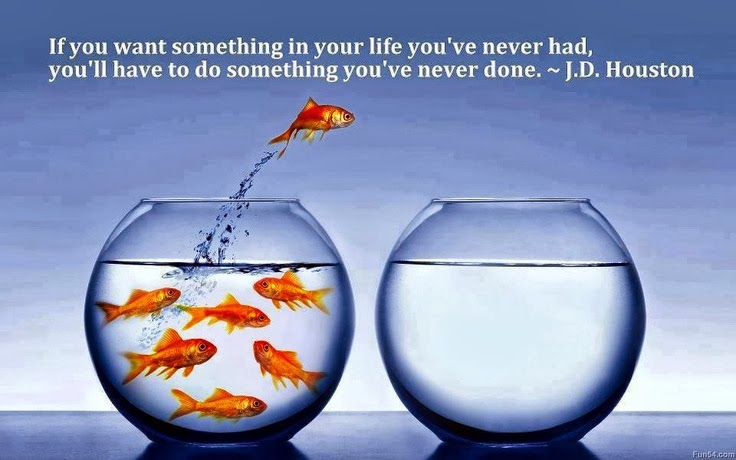 If you want something in your life you've never had,
you'll have to do something you've never done. ~ J.D. Houston
Fun54.com